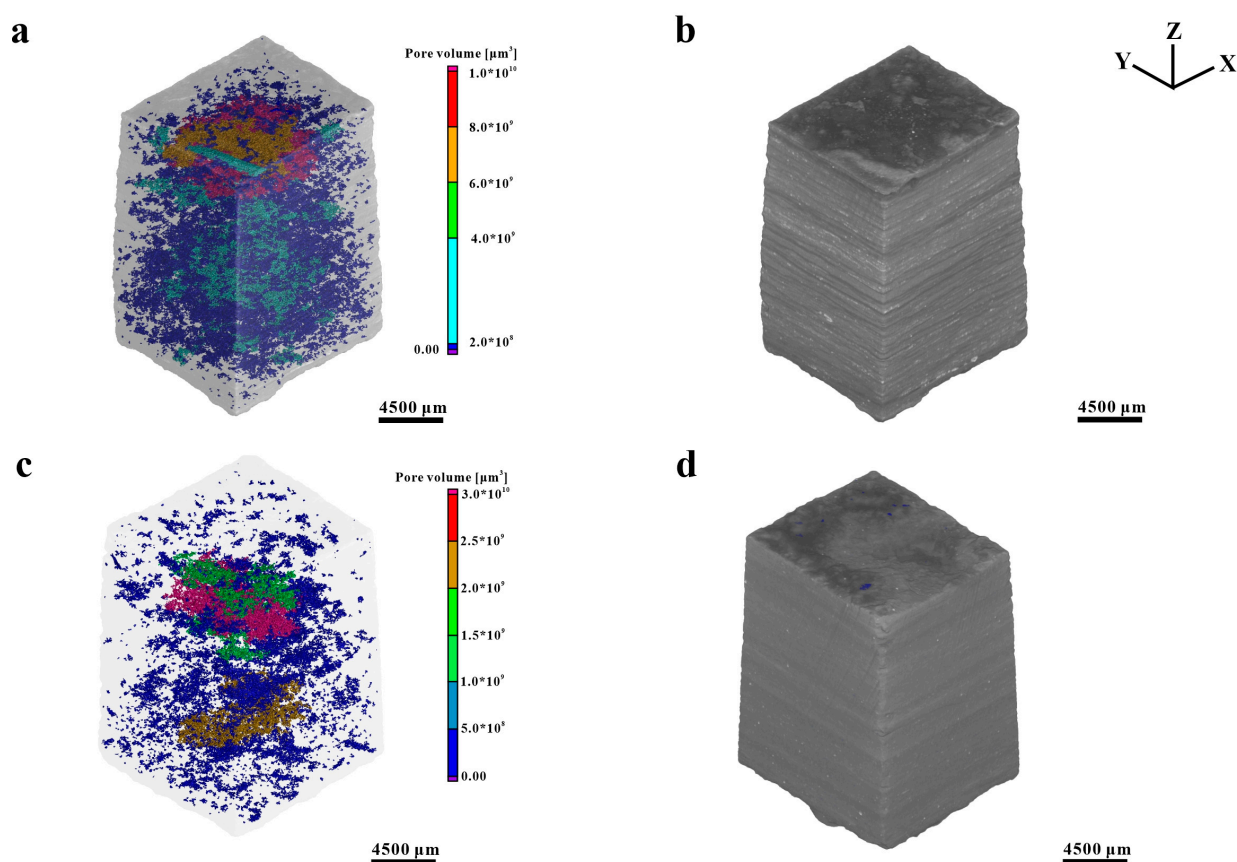 a
Pore volume [µm³]
1.0*10¹⁰
8.0*10⁹
6.0*10⁹
4.0*10⁹
0.00
2.0*10⁸
4500 µm
b
Z
Y
X
4500 µm
c
Pore volume [µm³]
3.0*10¹⁰
2.5*10⁹
2.0*10⁹
1.5*10⁹
1.0*10⁹
5.0*10⁸
0.00
4500 µm
d
4500 µm